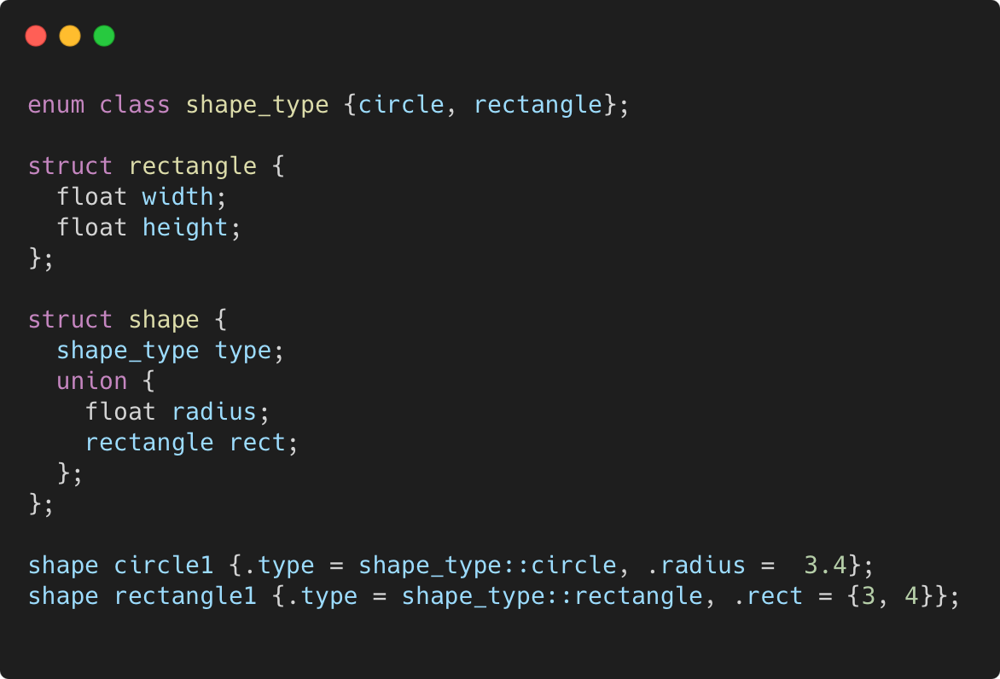 enum class shape_type {circle, rectangle};
struct rectangle {
  float width;
  float height;
};
struct shape {
  shape_type type;
  union {
    float radius;
    rectangle rect;
  };
};
shape circle1 {.type = shape_type::circle, .radius =  3.4};
shape rectangle1 {.type = shape_type::rectangle, .rect = {3, 4}};